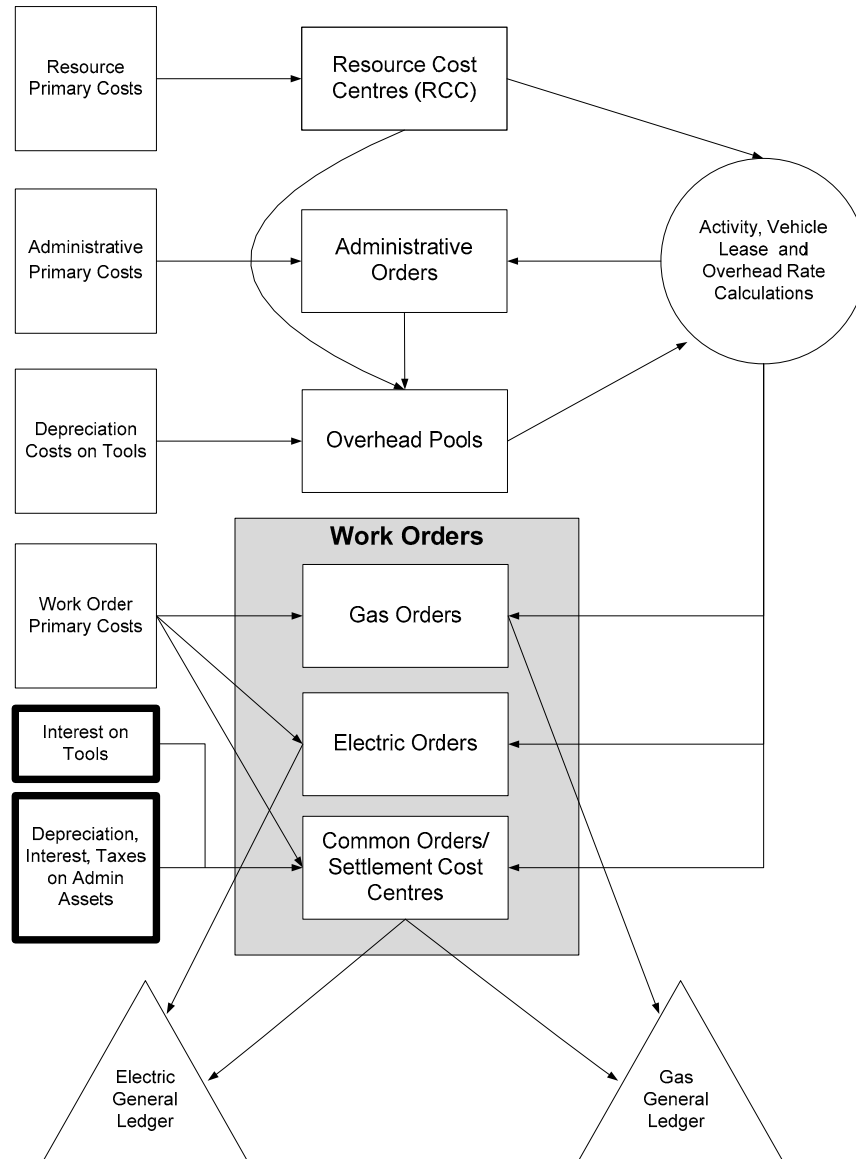 Resource
Primary Costs
Resource Cost
Centres (RCC)
Administrative
Primary Costs
Administrative
Orders
Activity, Vehicle
Lease and
Overhead Rate
Calculations
Depreciation
Costs on Tools
Overhead Pools
Work Orders
Work Order
Primary Costs
Gas Orders
Interest on
Tools
Electric Orders
Depreciation,
Interest, Taxes
on Admin
Assets
Common Orders/
Settlement Cost
Centres
Electric
General
Ledger
Gas
General
Ledger